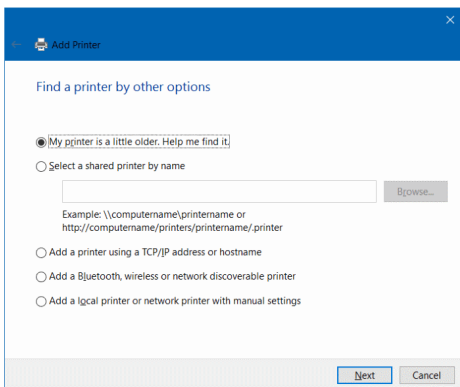 Add Printer
Find a printer by other options
My printer is a little older. Help me find it.
Select a shared printer by name
Browse...
Example: \\computername\printername or
http://computername/printers/printername/.printer
Add a printer using a TCP/IP address or hostname
Add a Bluetooth, wireless or network discoverable printer
Add a local printer or network printer with manual settings
Next Cancel